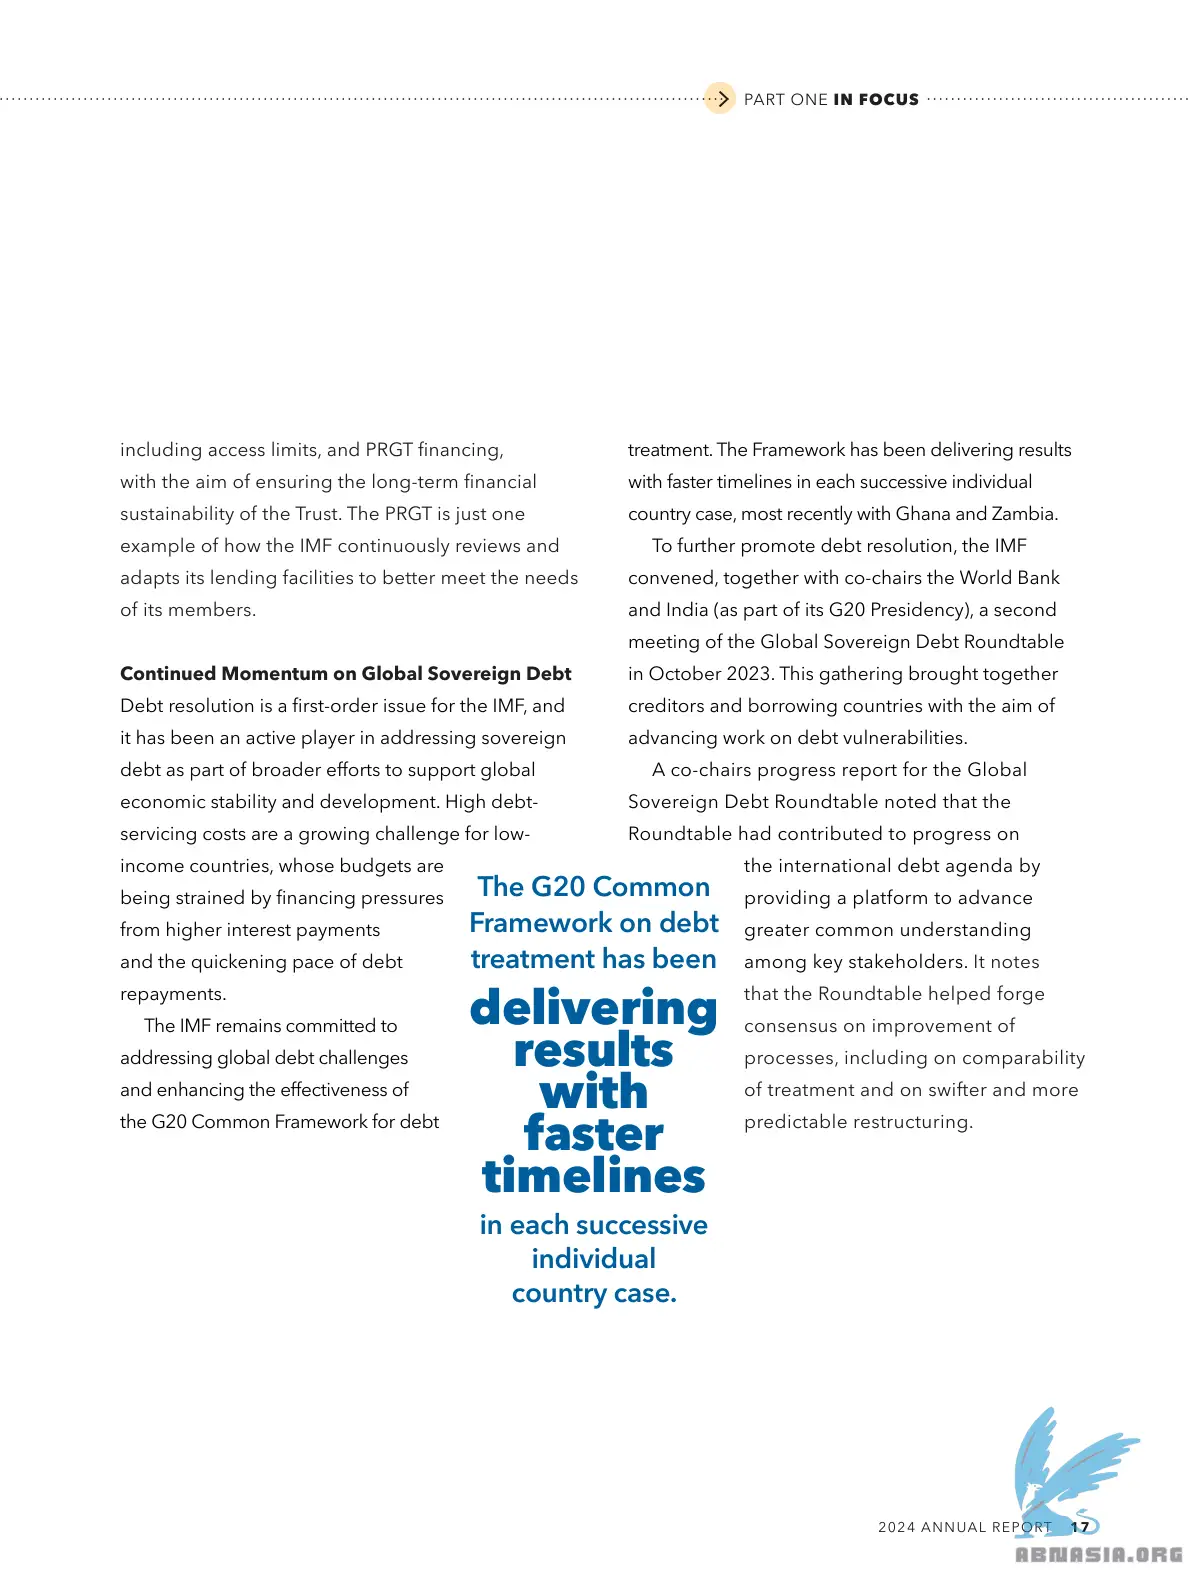 PART ONE IN FOCUS
including access limits, and PRGT financing,
with the aim of ensuring the long-term financial
sustainability of the Trust. The PRGT is just one
example of how the IMF continuously reviews and
adapts its lending facilities to better meet the needs
of its members.
Continued Momentum on Global Sovereign Debt
Debt resolution is a first-order issue for the IMF, and
it has been an active player in addressing sovereign
debt as part of broader efforts to support global
economic stability and development. High debt-
servicing costs are a growing challenge for low-
income countries, whose budgets are
being strained by financing pressures
from higher interest payments
and the quickening pace of debt
repayments.
The IMF remains committed to
addressing global debt challenges
and enhancing the effectiveness of
the G20 Common Framework for debt
treatment. The Framework has been delivering results
with faster timelines in each successive individual
country case, most recently with Ghana and Zambia.
To further promote debt resolution, the IMF
convened, together with co-chairs the World Bank
and India (as part of its G20 Presidency), a second
meeting of the Global Sovereign Debt Roundtable
in October 2023. This gathering brought together
creditors and borrowing countries with the aim of
advancing work on debt vulnerabilities.
A co-chairs progress report for the Global
Sovereign Debt Roundtable noted that the
Roundtable had contributed to progress on
the international debt agenda by
providing a platform to advance
greater common understanding
among key stakeholders. It notes
that the Roundtable helped forge
consensus on improvement of
processes, including on comparability
of treatment and on swifter and more
predictable restructuring.
The G20 Common
Framework on debt
treatment has been
delivering
results
with
faster
timelines
in each successive
individual
country case.
2024 ANNUAL REPORT 17
ABNASIA.ORG